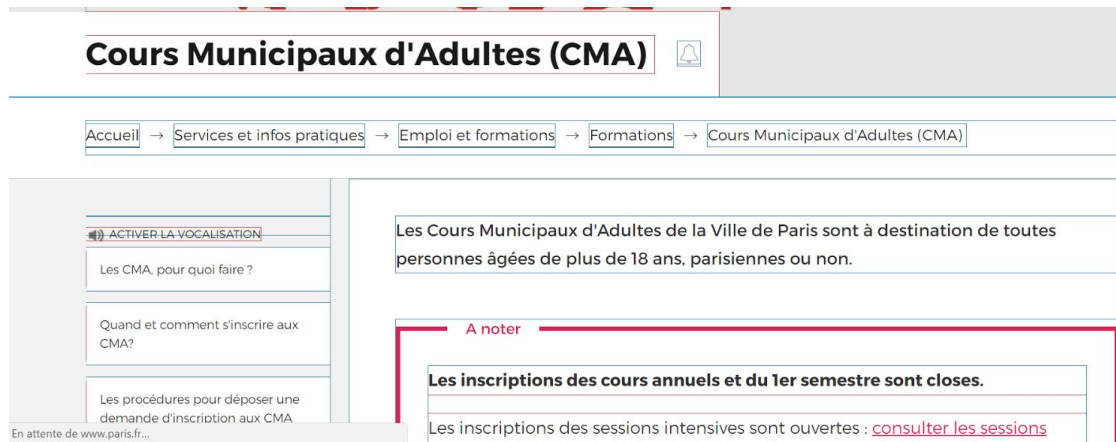 Cours Municipaux d'Adultes (CMA)
Accueil → Services et infos pratiques → Emploi et formations → Formations → Cours Municipaux d'Adultes (CMA)
ACTIVER LA VOCALISATION
Les CMA, pour quoi faire ?
Quand et comment s'inscrire aux
CMA?
Les procédures pour déposer une
demande d'inscription aux CMA
Les Cours Municipaux d'Adultes de la Ville de Paris sont à destination de toutes
personnes âgées de plus de 18 ans, parisiennes ou non.
A noter
Les inscriptions des cours annuels et du 1er semestre sont closes.
Les inscriptions des sessions intensives sont ouvertes : consulter les sessions
En attente de www.paris.fr...